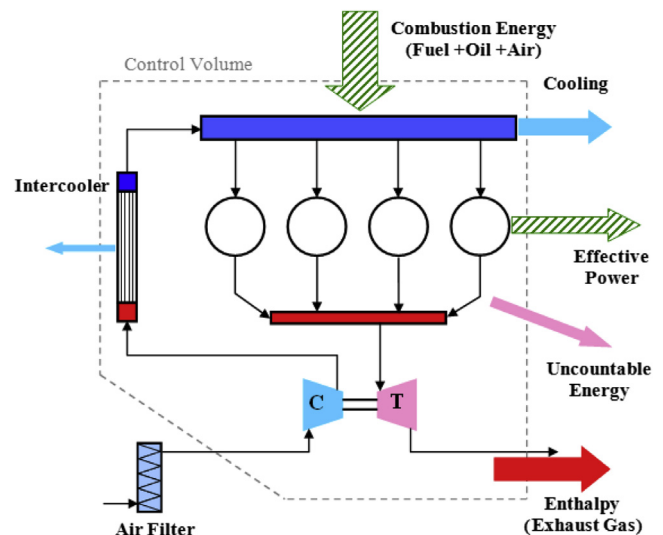 Combustion Energy
(Fuel +Oil +Air)
Control Volume
Cooling
Intercooler
Effective
Power
Uncountable
Energy
C
T
Air Filter
Enthalpy
(Exhaust Gas)